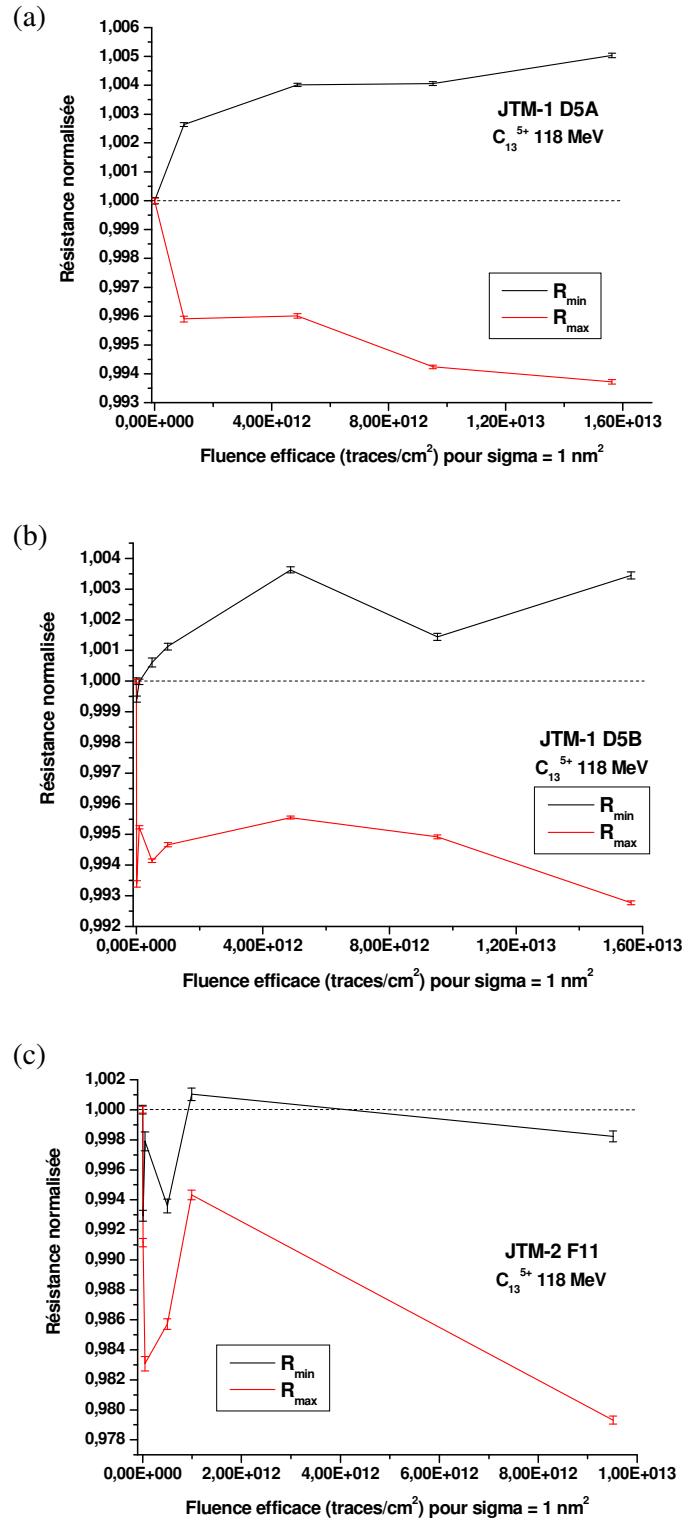 (a)
1,006
1,005
1,004
1,003
1,002
1,001
1,000
0,999
0,998
0,997
0,996
0,995
0,994
0,993
Résistance normalisée
JTM-1 D5A
C₁₃⁵⁺ 118 MeV
Rmin
Rmax
0,00E+000 4,00E+012 8,00E+012 1,20E+013 1,60E+013
Fluence efficace (traces/cm²) pour sigma = 1 nm²
(b)
1,004
1,003
1,002
1,001
1,000
0,999
0,998
0,997
0,996
0,995
0,994
0,993
0,992
Résistance normalisée
JTM-1 D5B
C₁₃⁵⁺ 118 MeV
Rmin
Rmax
0,00E+000 4,00E+012 8,00E+012 1,20E+013 1,60E+013
Fluence efficace (traces/cm²) pour sigma = 1 nm²
(c)
1,002
1,000
0,998
0,996
0,994
0,992
0,990
0,988
0,986
0,984
0,982
0,980
0,978
Résistance normalisée
JTM-2 F11
C₁₃⁵⁺ 118 MeV
Rmin
Rmax
0,00E+000 2,00E+012 4,00E+012 6,00E+012 8,00E+012 1,00E+013
Fluence efficace (traces/cm²) pour sigma = 1 nm²